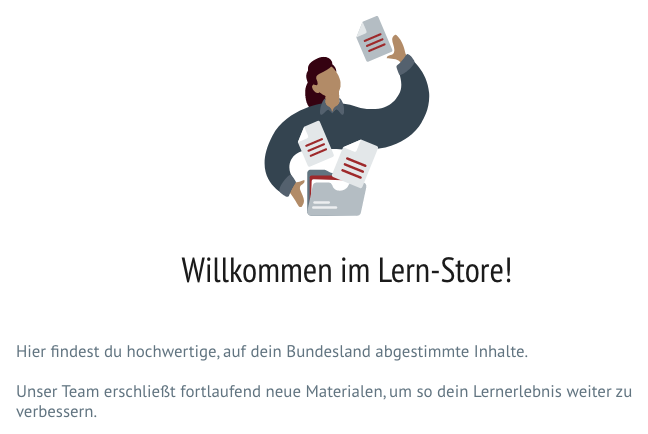 Willkommen im Lern-Store!
Hier findest du hochwertige, auf dein Bundesland abgestimmte Inhalte.
Unser Team erschließt fortlaufend neue Materialen, um so dein Lernerlebnis weiter zu
verbessern.